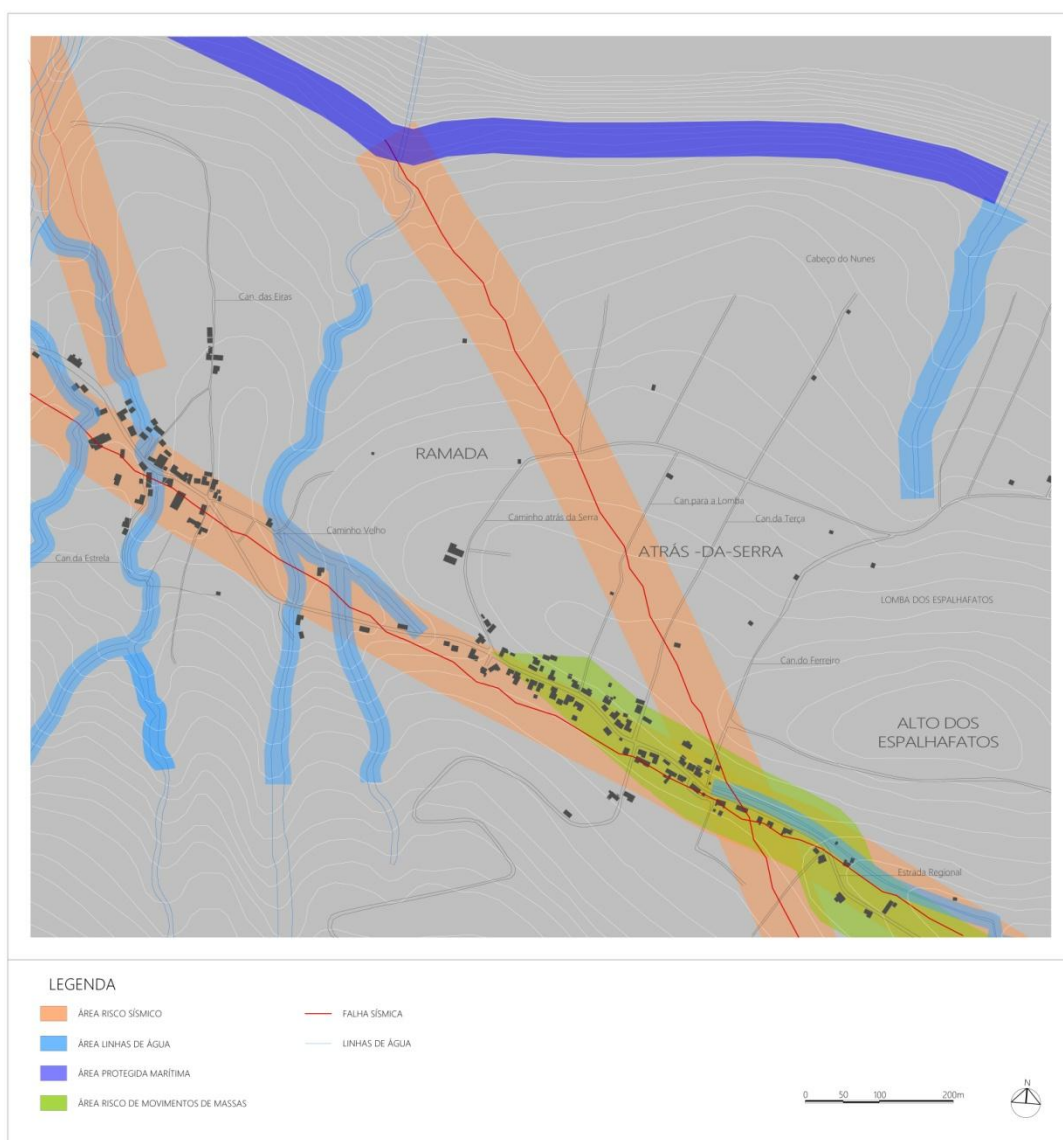 Cabeço do Nunes
Can. das Eiras
RAMADA
Can.para a Lomba
Caminho atrás da Serra
Can.da Terça
Caminho Velho
ATRÁS -DA-SERRA
Can.da Estrela
LOMBA DOS ESPALHAFATOS
Can.do Ferreiro
ALTO DOS
ESPALHAFATOS
Estrada Regional
LEGENDA
ÁREA RISCO SÍSMICO
FALHA SÍSMICA
ÁREA LINHAS DE ÁGUA
LINHAS DE ÁGUA
ÁREA PROTEGIDA MARÍTIMA
ÁREA RISCO DE MOVIMENTOS DE MASSAS
0 50 100 200m
N